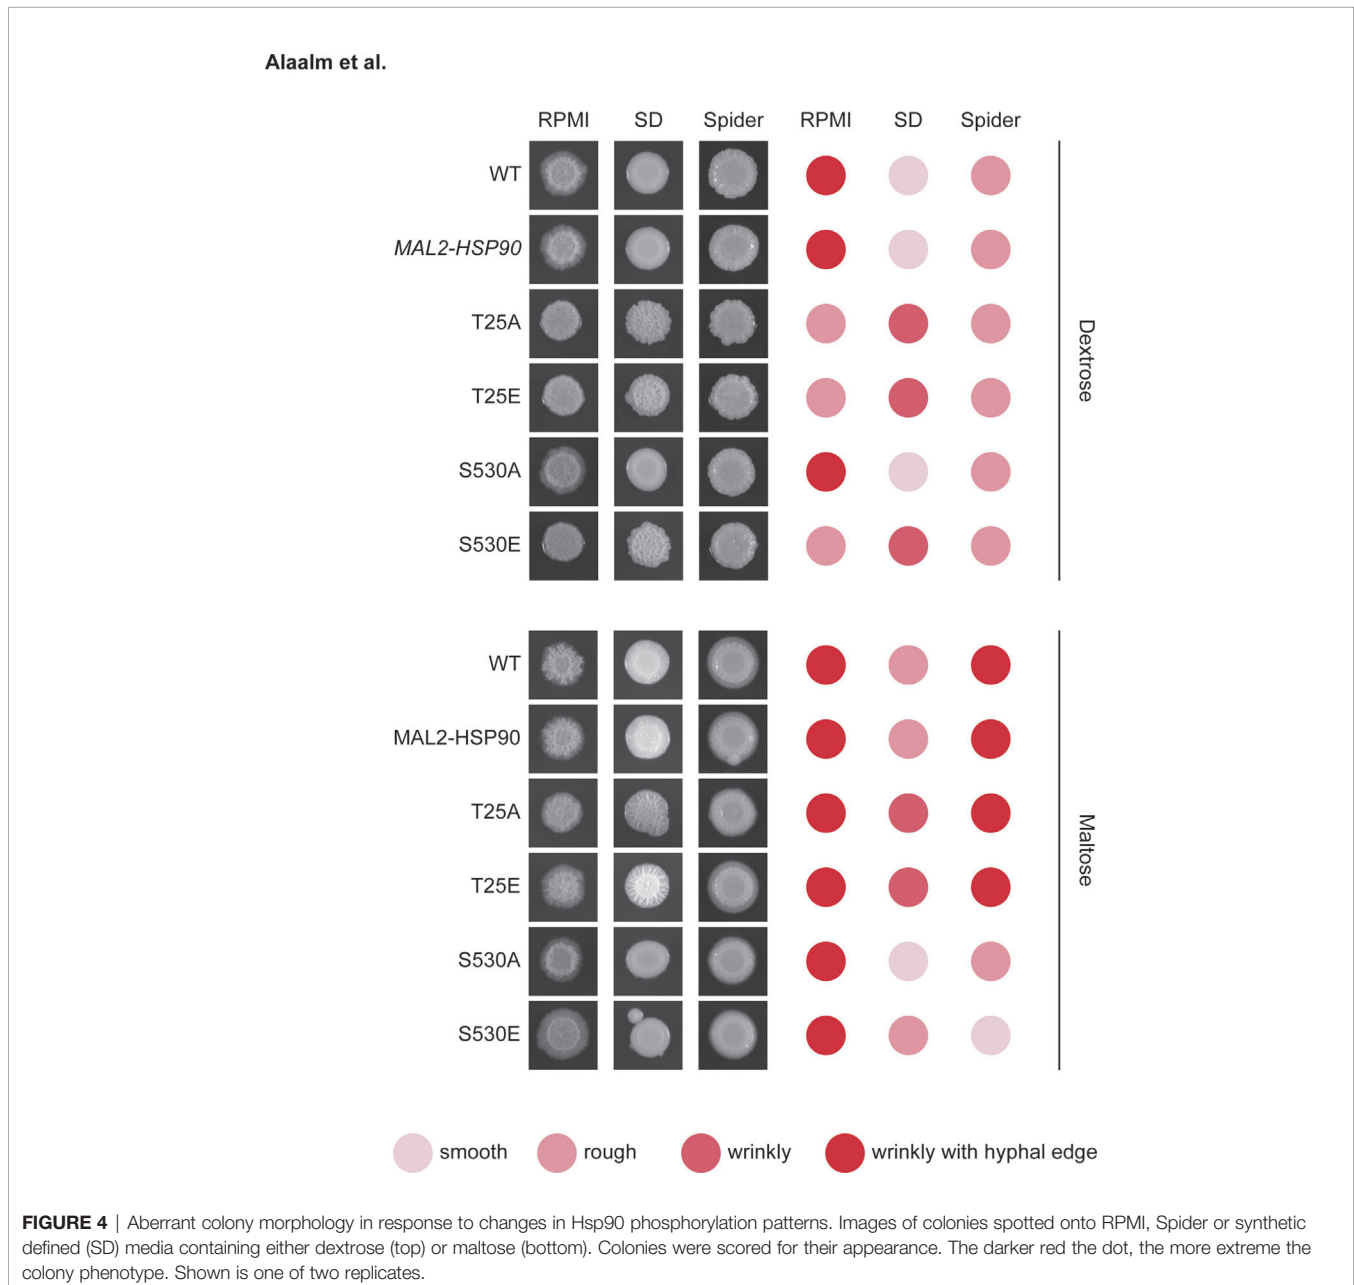 Alaalm et al.
RPMI SD Spider RPMI SD Spider
WT
MAL2-HSP90
T25A
T25E
S530A
S530E
Dextrose
WT
MAL2-HSP90
T25A
T25E
S530A
S530E
Maltose
smooth rough wrinkly wrinkly with hyphal edge
FIGURE 4 | Aberrant colony morphology in response to changes in Hsp90 phosphorylation patterns. Images of colonies spotted onto RPMI, Spider or synthetic
defined (SD) media containing either dextrose (top) or maltose (bottom). Colonies were scored for their appearance. The darker red the dot, the more extreme the
colony phenotype. Shown is one of two replicates.